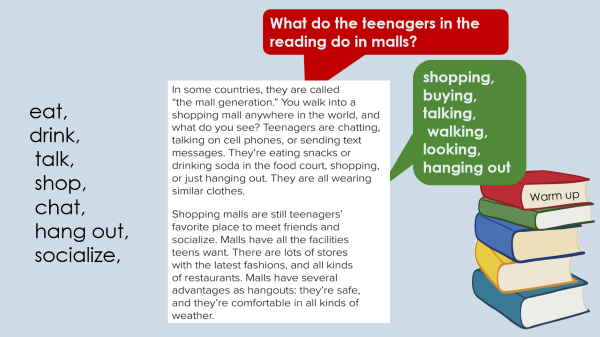 What do the teenagers in the
reading do in malls?
eat,
drink,
talk,
shop,
chat,
hang out,
socialize,
In some countries, they are called
"the mall generation." You walk into a
shopping mall anywhere in the world, and
what do you see? Teenagers are chatting,
talking on cell phones, or sending text
messages. They're eating snacks or
drinking soda in the food court, shopping,
or just hanging out. They are all wearing
similar clothes.
Shopping malls are still teenagers'
favorite place to meet friends and
socialize. Malls have all the facilities
teens want. There are lots of stores
with the latest fashions, and all kinds
of restaurants. Malls have several
advantages as hangouts: they're safe,
and they're comfortable in all kinds of
weather.
shopping,
buying,
talking,
walking,
looking,
hanging out
Warm up